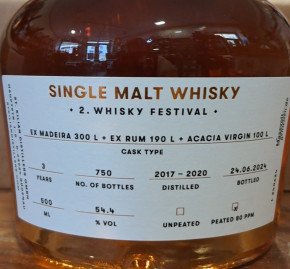 SINGLE MALT WHISKY
• 2. WHISKY FESTIVAL •
EX MADEIRA 300 L • EX RUM 190 L • ACACIA VIRGIN 100 L
CASK TYPE
3 750 2017 – 2020 24.06.2024
YEARS NO. OF BOTTLES DISTILLED BOTTLED
500 54.4
ML % VOL UNPEATED PEATED 80 PPM